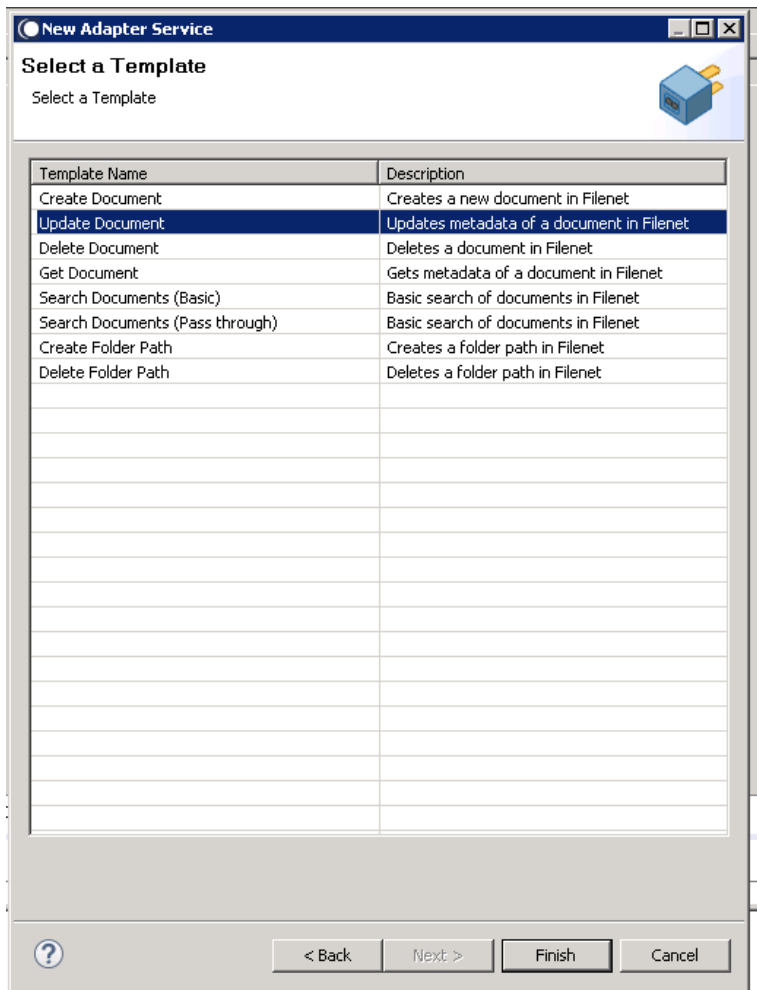 New Adapter Service
Select a Template
Select a Template
Template Name Description
Create Document Creates a new document in Filenet
Update Document Updates metadata of a document in Filenet
Delete Document Deletes a document in Filenet
Get Document Gets metadata of a document in Filenet
Search Documents (Basic) Basic search of documents in Filenet
Search Documents (Pass through) Basic search of documents in Filenet
Create Folder Path Creates a folder path in Filenet
Delete Folder Path Deletes a folder path in Filenet
? < Back Next > Finish Cancel